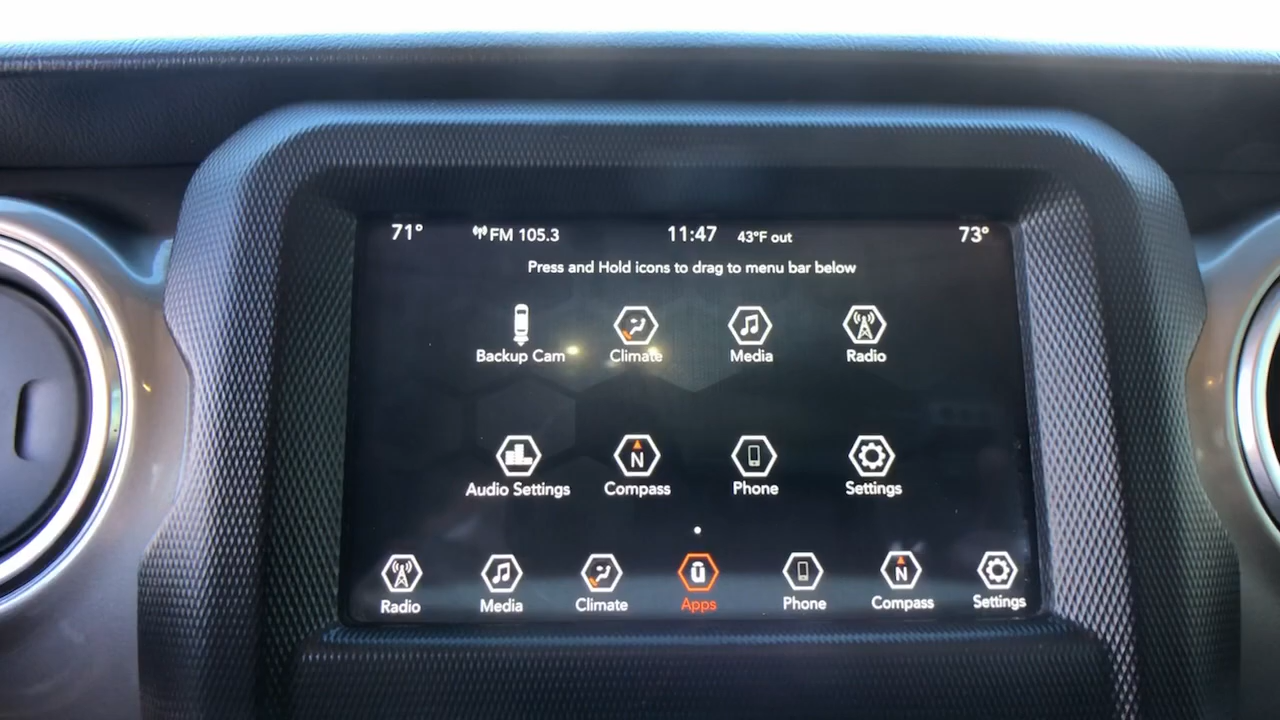 71° FM 105.3 11:47 43°F out 73°
Press and Hold icons to drag to menu bar below
Backup Cam Climate Media Radio
N
Audio Settings Compass Phone Settings
N
Radio Media Climate Apps Phone Compass Settings